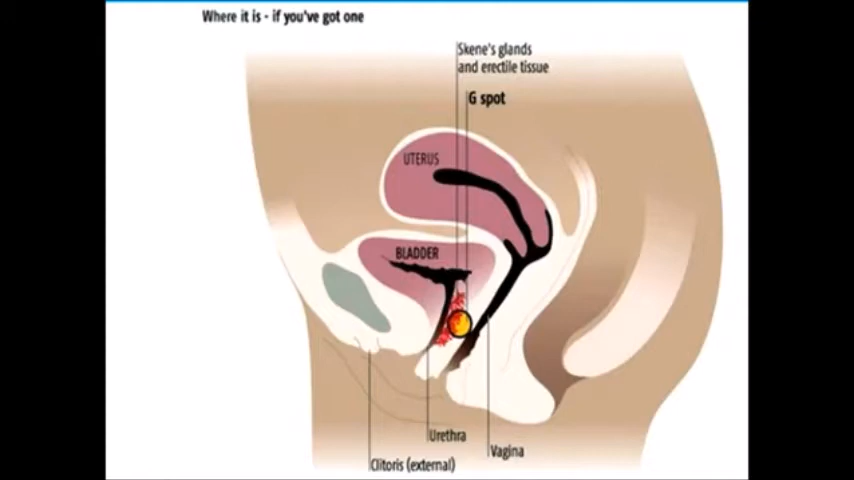 Where it is - if you've got one
Skene's glands
and erectile tissue
G spot
UTERUS
BLADDER
Urethra
Vagina
Clitoris (external)